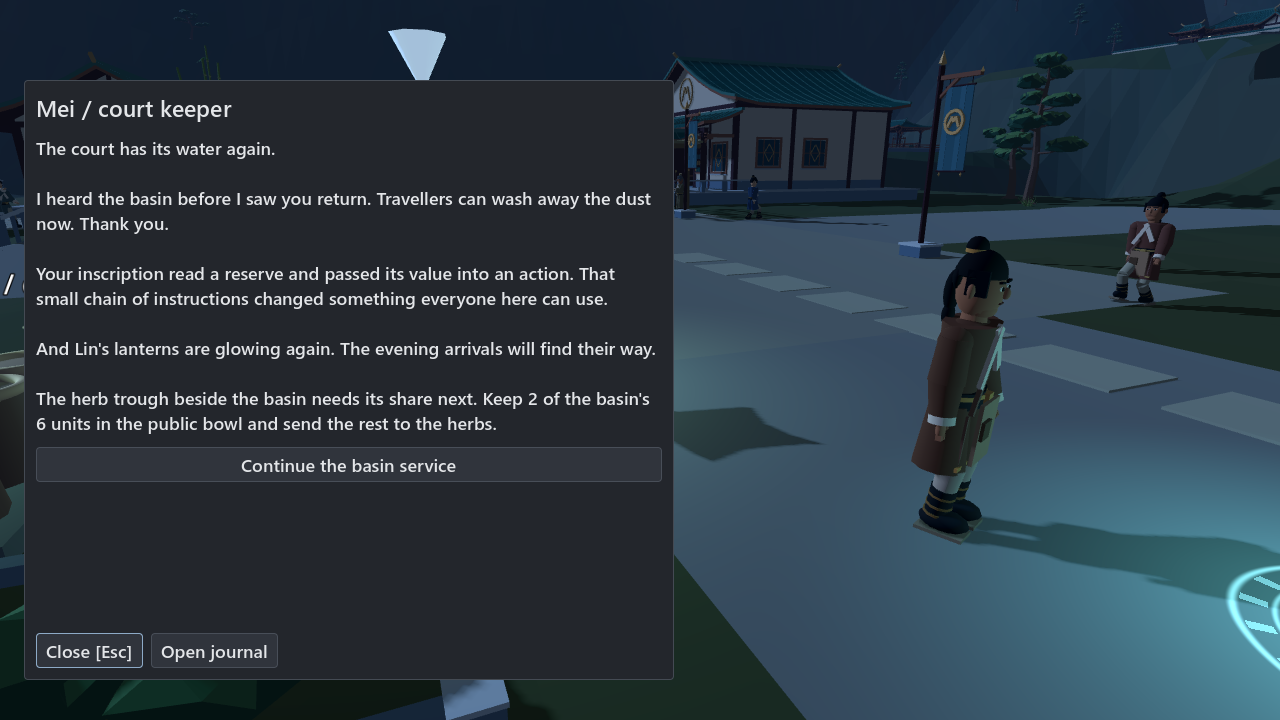 Mei / court keeper
The court has its water again.
I heard the basin before I saw you return. Travellers can wash away the dust
now. Thank you.
Your inscription read a reserve and passed its value into an action. That
small chain of instructions changed something everyone here can use.
And Lin's lanterns are glowing again. The evening arrivals will find their way.
The herb trough beside the basin needs its share next. Keep 2 of the basin's
6 units in the public bowl and send the rest to the herbs.
Continue the basin service
Close [Esc]
Open journal